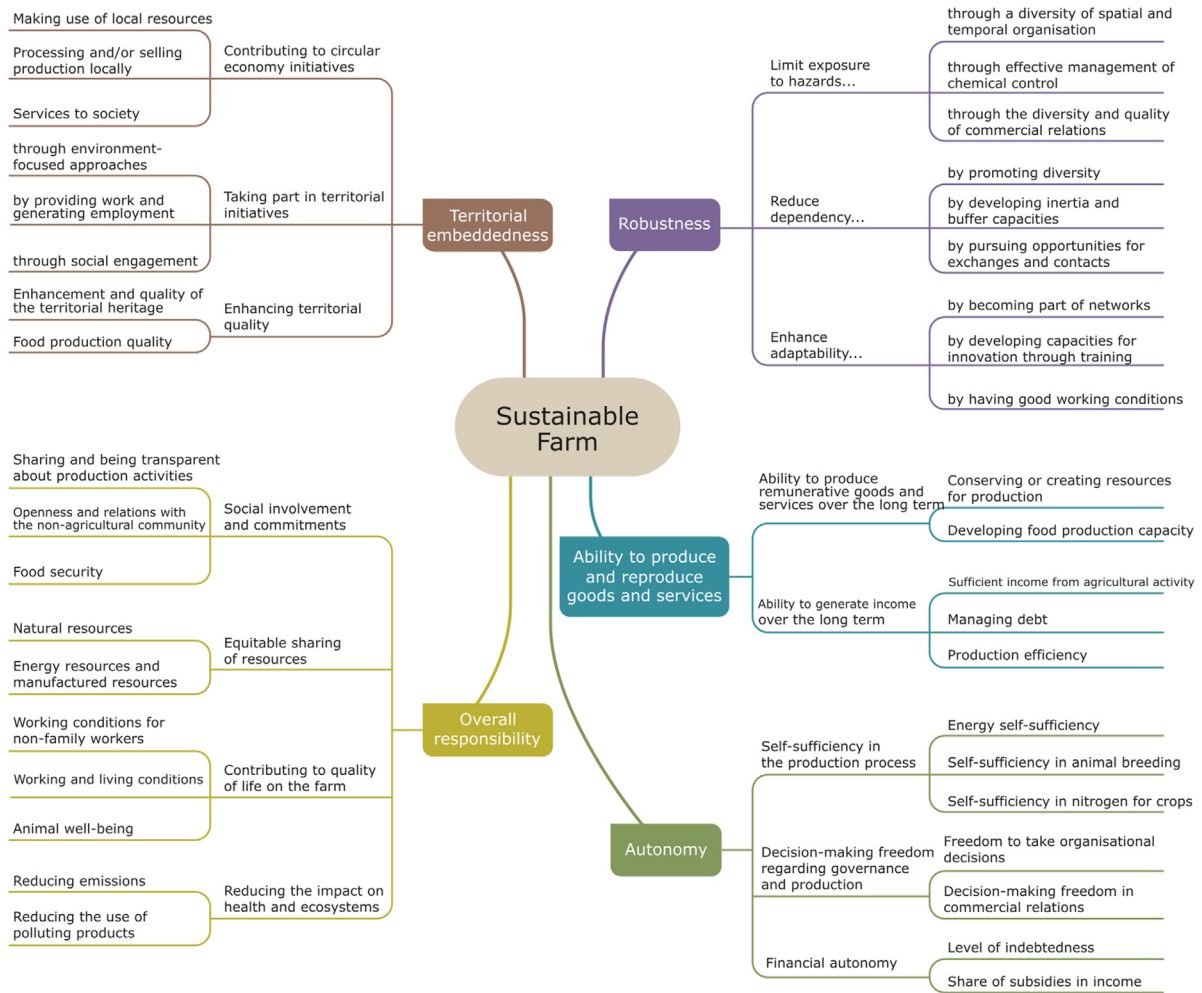 Making use of local resources
Processing and/or selling
production locally
Services to society
Contributing to circular
economy initiatives
through environment-
focused approaches
by providing work and
generating employment
through social engagement
Taking part in territorial
initiatives
Enhancement and quality of
the territorial heritage
Food production quality
Enhancing territorial
quality
Territorial
embeddedness
Robustness
Limit exposure
to hazards...
through a diversity of spatial and
temporal organisation
through effective management of
chemical control
through the diversity and quality
of commercial relations
Reduce
dependency...
by promoting diversity
by developing inertia and
buffer capacities
by pursuing opportunities for
exchanges and contacts
Enhance
adaptability...
by becoming part of networks
by developing capacities for
innovation through training
by having good working conditions
Sustainable
Farm
Sharing and being transparent
about production activities
Openness and relations with
the non-agricultural community
Food security
Social involvement
and commitments
Natural resources
Energy resources and
manufactured resources
Equitable sharing
of resources
Working conditions for
non-family workers
Working and living conditions
Animal well-being
Contributing to quality
of life on the farm
Reducing emissions
Reducing the use of
polluting products
Reducing the impact on
health and ecosystems
Overall
responsibility
Ability to produce
and reproduce
goods and services
Ability to produce
remunerative goods and
services over the long term
Conserving or creating resources
for production
Developing food production capacity
Ability to generate income
over the long term
Sufficient income from agricultural activity
Managing debt
Production efficiency
Autonomy
Self-sufficiency in
the production process
Energy self-sufficiency
Self-sufficiency in animal breeding
Self-sufficiency in nitrogen for crops
Decision-making freedom
regarding governance
and production
Freedom to take organisational
decisions
Decision-making freedom in
commercial relations
Financial autonomy
Level of indebtedness
Share of subsidies in income